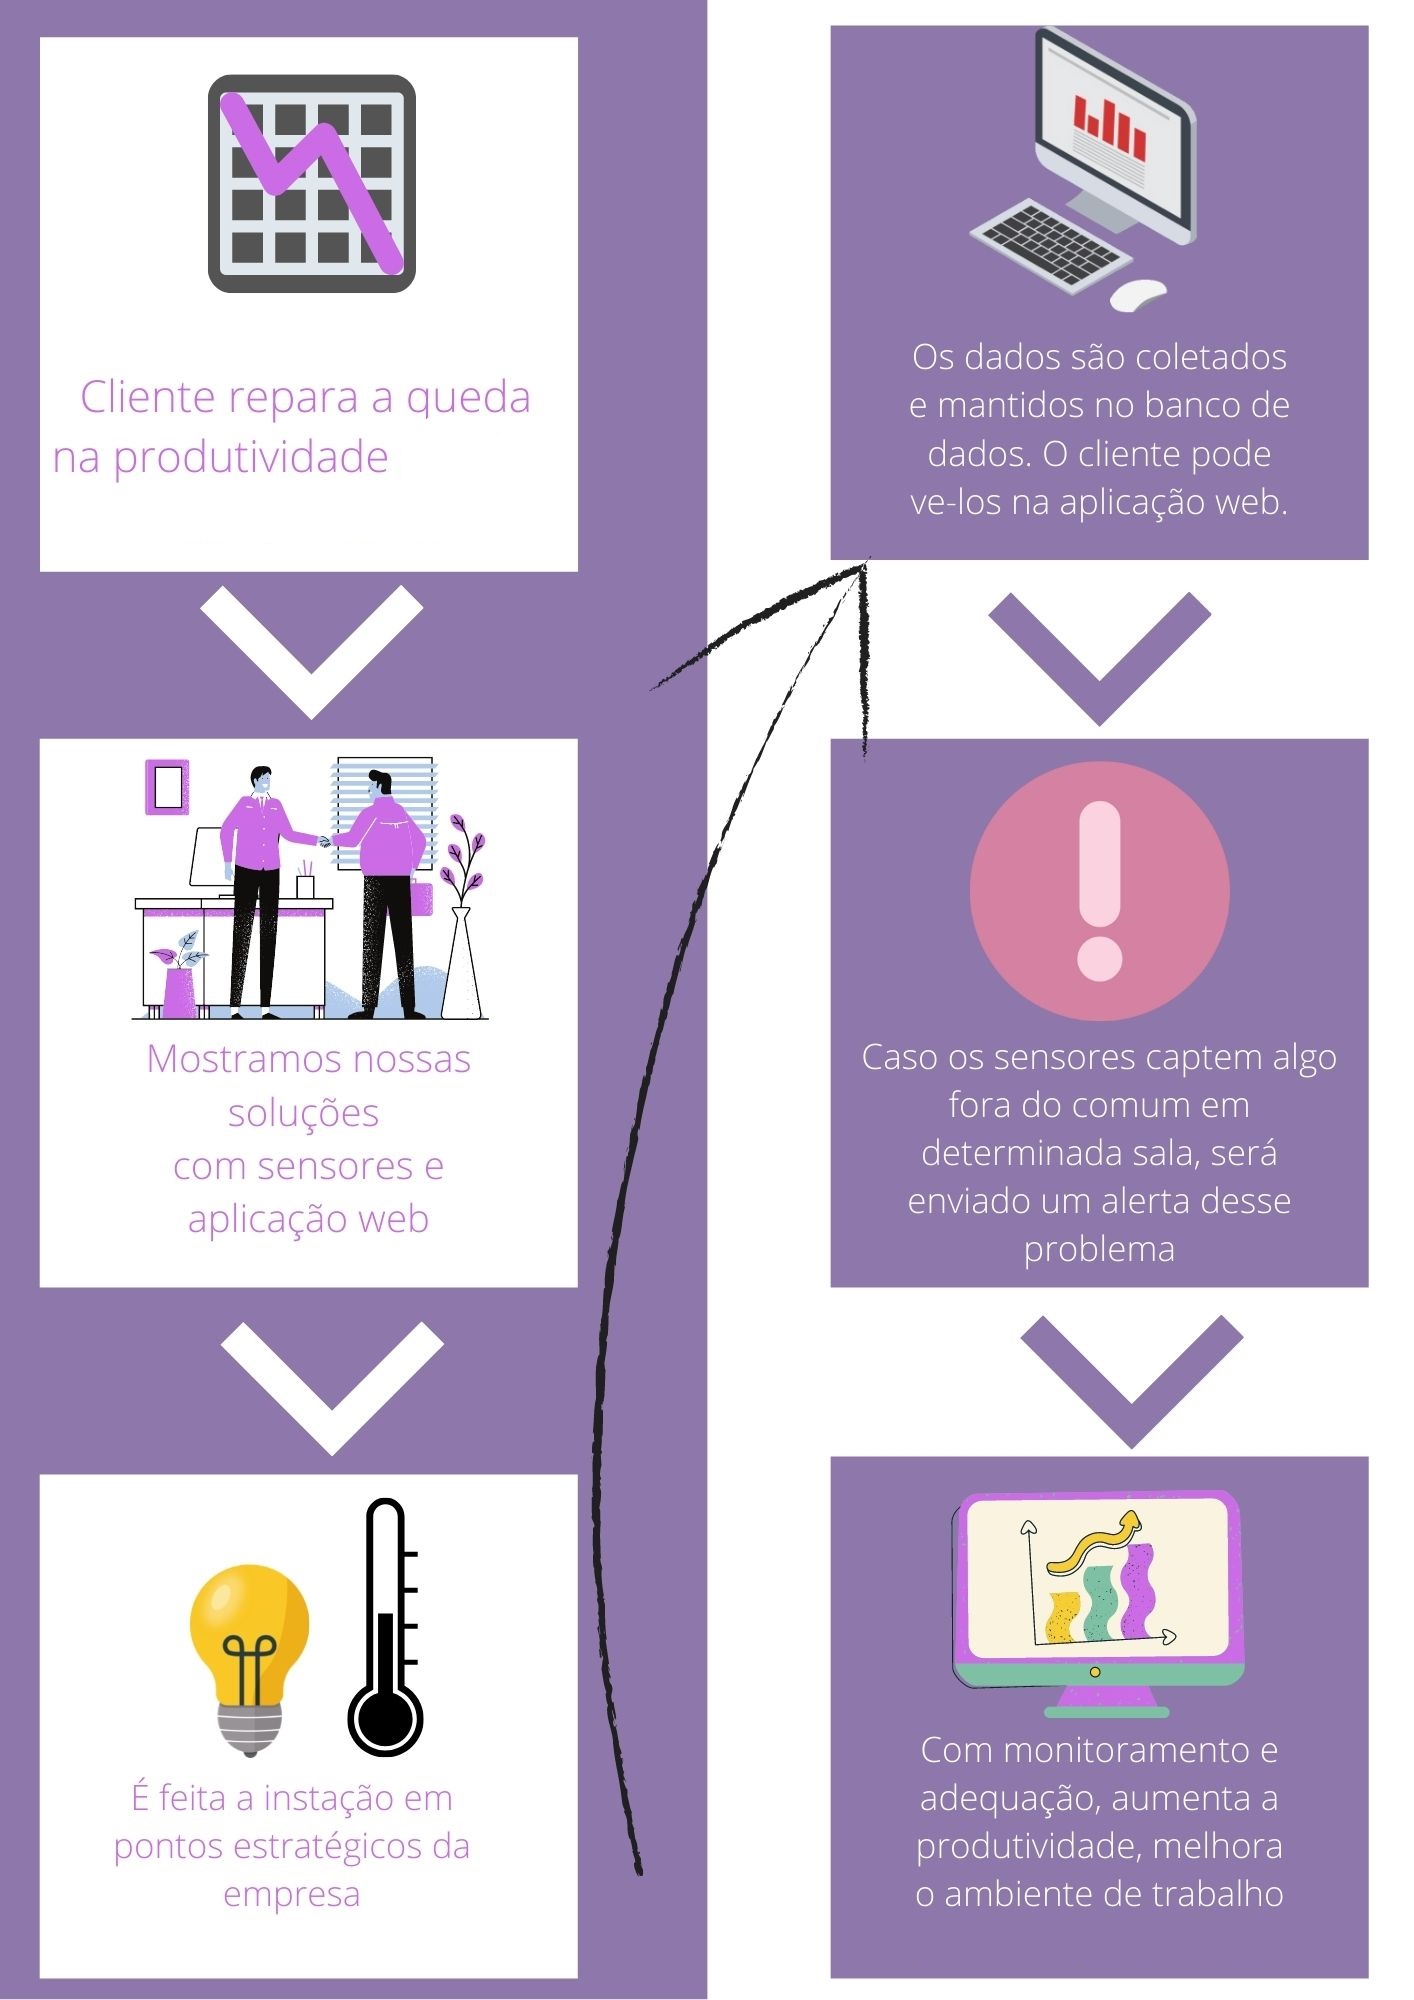 Cliente repara a queda
na produtividade
Mostramos nossas
soluções
com sensores e
aplicação web
É feita a instação em
pontos estratégicos da
empresa
Os dados são coletados
e mantidos no banco de
dados. O cliente pode
ve-los na aplicação web.
Caso os sensores captem algo
fora do comum em
determinada sala, será
enviado um alerta desse
problema
Com monitoramento e
adequação, aumenta a
produtividade, melhora
o ambiente de trabalho